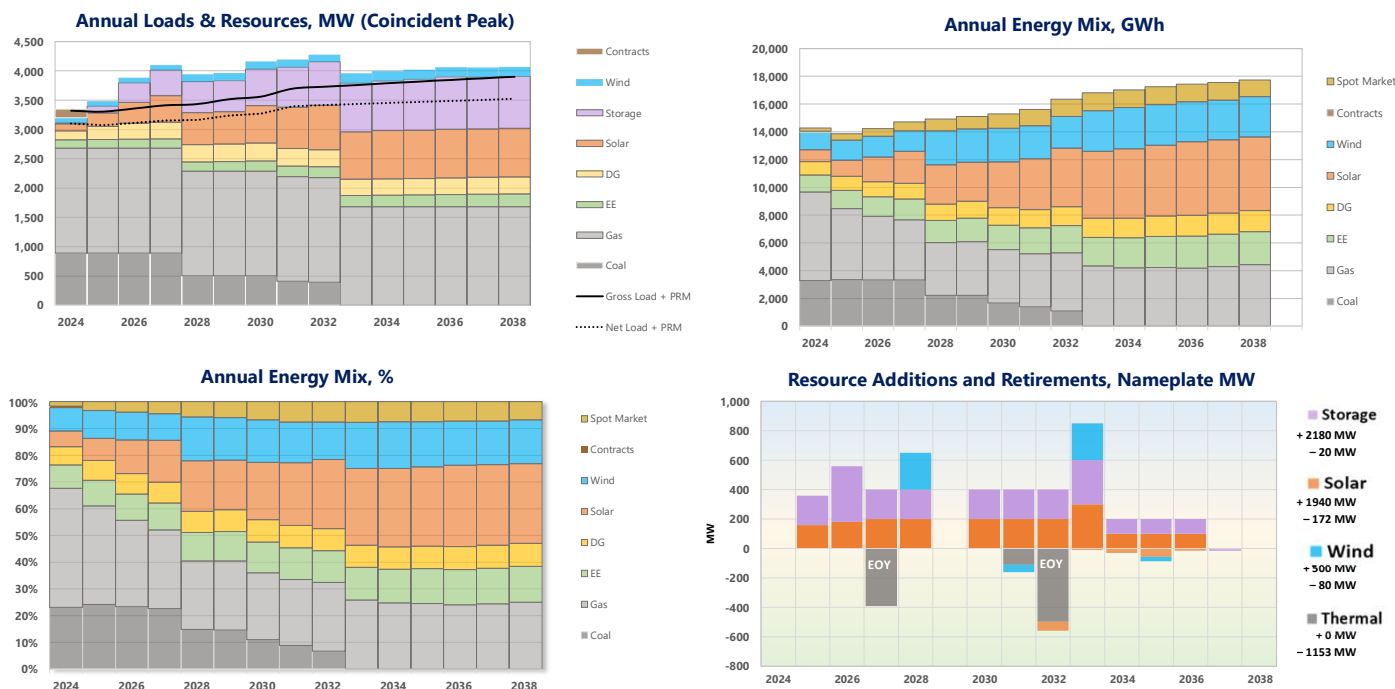 Annual Loads & Resources, MW (Coincident Peak)
4,500
4,000
3,500
3,000
2,500
2,000
1,500
1,000
500
0
2024 2026 2028 2030 2032 2034 2036 2038
Contracts
Wind
Storage
Solar
DG
EE
Gas
Coal
Gross Load + PRM
Net Load + PRM
Annual Energy Mix, GWh
20,000
18,000
16,000
14,000
12,000
10,000
8,000
6,000
4,000
2,000
0
2024 2026 2028 2030 2032 2034 2036 2038
Spot Market
Contracts
Wind
Solar
DG
EE
Gas
Coal
Annual Energy Mix, %
100%
90%
80%
70%
60%
50%
40%
30%
20%
10%
0%
2024 2026 2028 2030 2032 2034 2036 2038
Spot Market
Contracts
Wind
Solar
DG
EE
Gas
Coal
Resource Additions and Retirements, Nameplate MW
MW
1,000
800
600
400
200
0
-200
-400
-600
-800
EOY
EOY
2024 2026 2028 2030 2032 2034 2036 2038
Storage
+ 2180 MW
– 20 MW
Solar
+ 1940 MW
– 172 MW
Wind
+ 500 MW
– 80 MW
Thermal
+ 0 MW
– 1153 MW